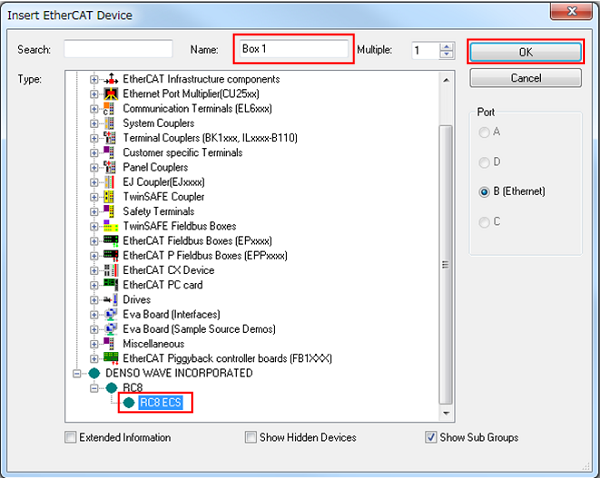 Insert EtherCAT Device
Search: Name: Box 1 Multiple: 1 OK
Cancel
Type:
EtherCAT Infrastructure components
Ethernet Port Multiplier(CU25xx)
Communication Terminals (EL6xxx)
System Couplers
Terminal Couplers (BK1xxx, ILxxxx-B110)
Customer specific Terminals
Panel Couplers
EJ Coupler(EJxxxx)
TwinSAFE Coupler
Safety Terminals
TwinSAFE Fieldbus Boxes
EtherCAT Fieldbus Boxes (EPxxxx)
EtherCAT P Fieldbus Boxes (EPPxxxx)
EtherCAT CX Device
EtherCAT PC card
Drives
Eva Board (Interfaces)
Eva Board (Sample Source Demos)
Miscellaneous
EtherCAT Piggyback controller boards (FB1XXX)
DENSO WAVE INCORPORATED
RC8
RC8 ECS
Port
A
D
B (Ethernet)
C
Extended Information Show Hidden Devices Show Sub Groups